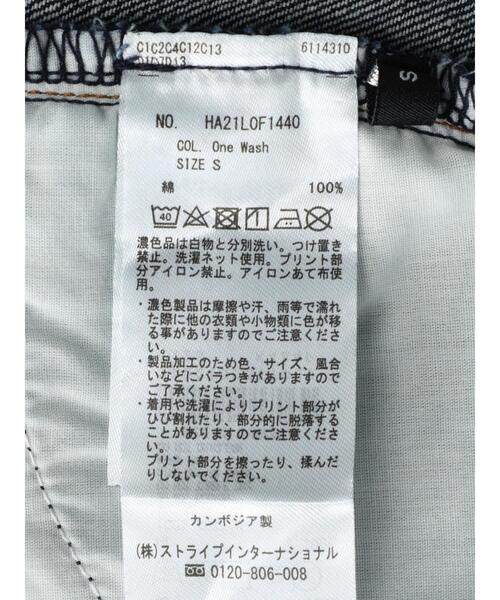 C1C2C4C12C13 6114310
D1D7D13
S
NO. HA21L0F1440
COL. One Wash
SIZE S
綿 100%
40
濃色品は白物と分別洗い。つけ置き
禁止。洗濯ネット使用。プリント部
分アイロン禁止。アイロンあて布使
用。
・濃色製品は摩擦や汗、雨等で濡れ
た際に他の衣類や小物類に色が移
る事がありますのでご注意くださ
い。
・製品加工のため色、サイズ、風合
いなどにバラつきがありますので
ご了承ください。
・着用や洗濯によりプリント部分が
ひび割れたり、部分的に脱落する
ことがありますのでご注意くださ
い。
プリント部分を擦ったり、揉んだ
りしないでください。
カンボジア製
(株)ストライプインターナショナル
0120-806-008